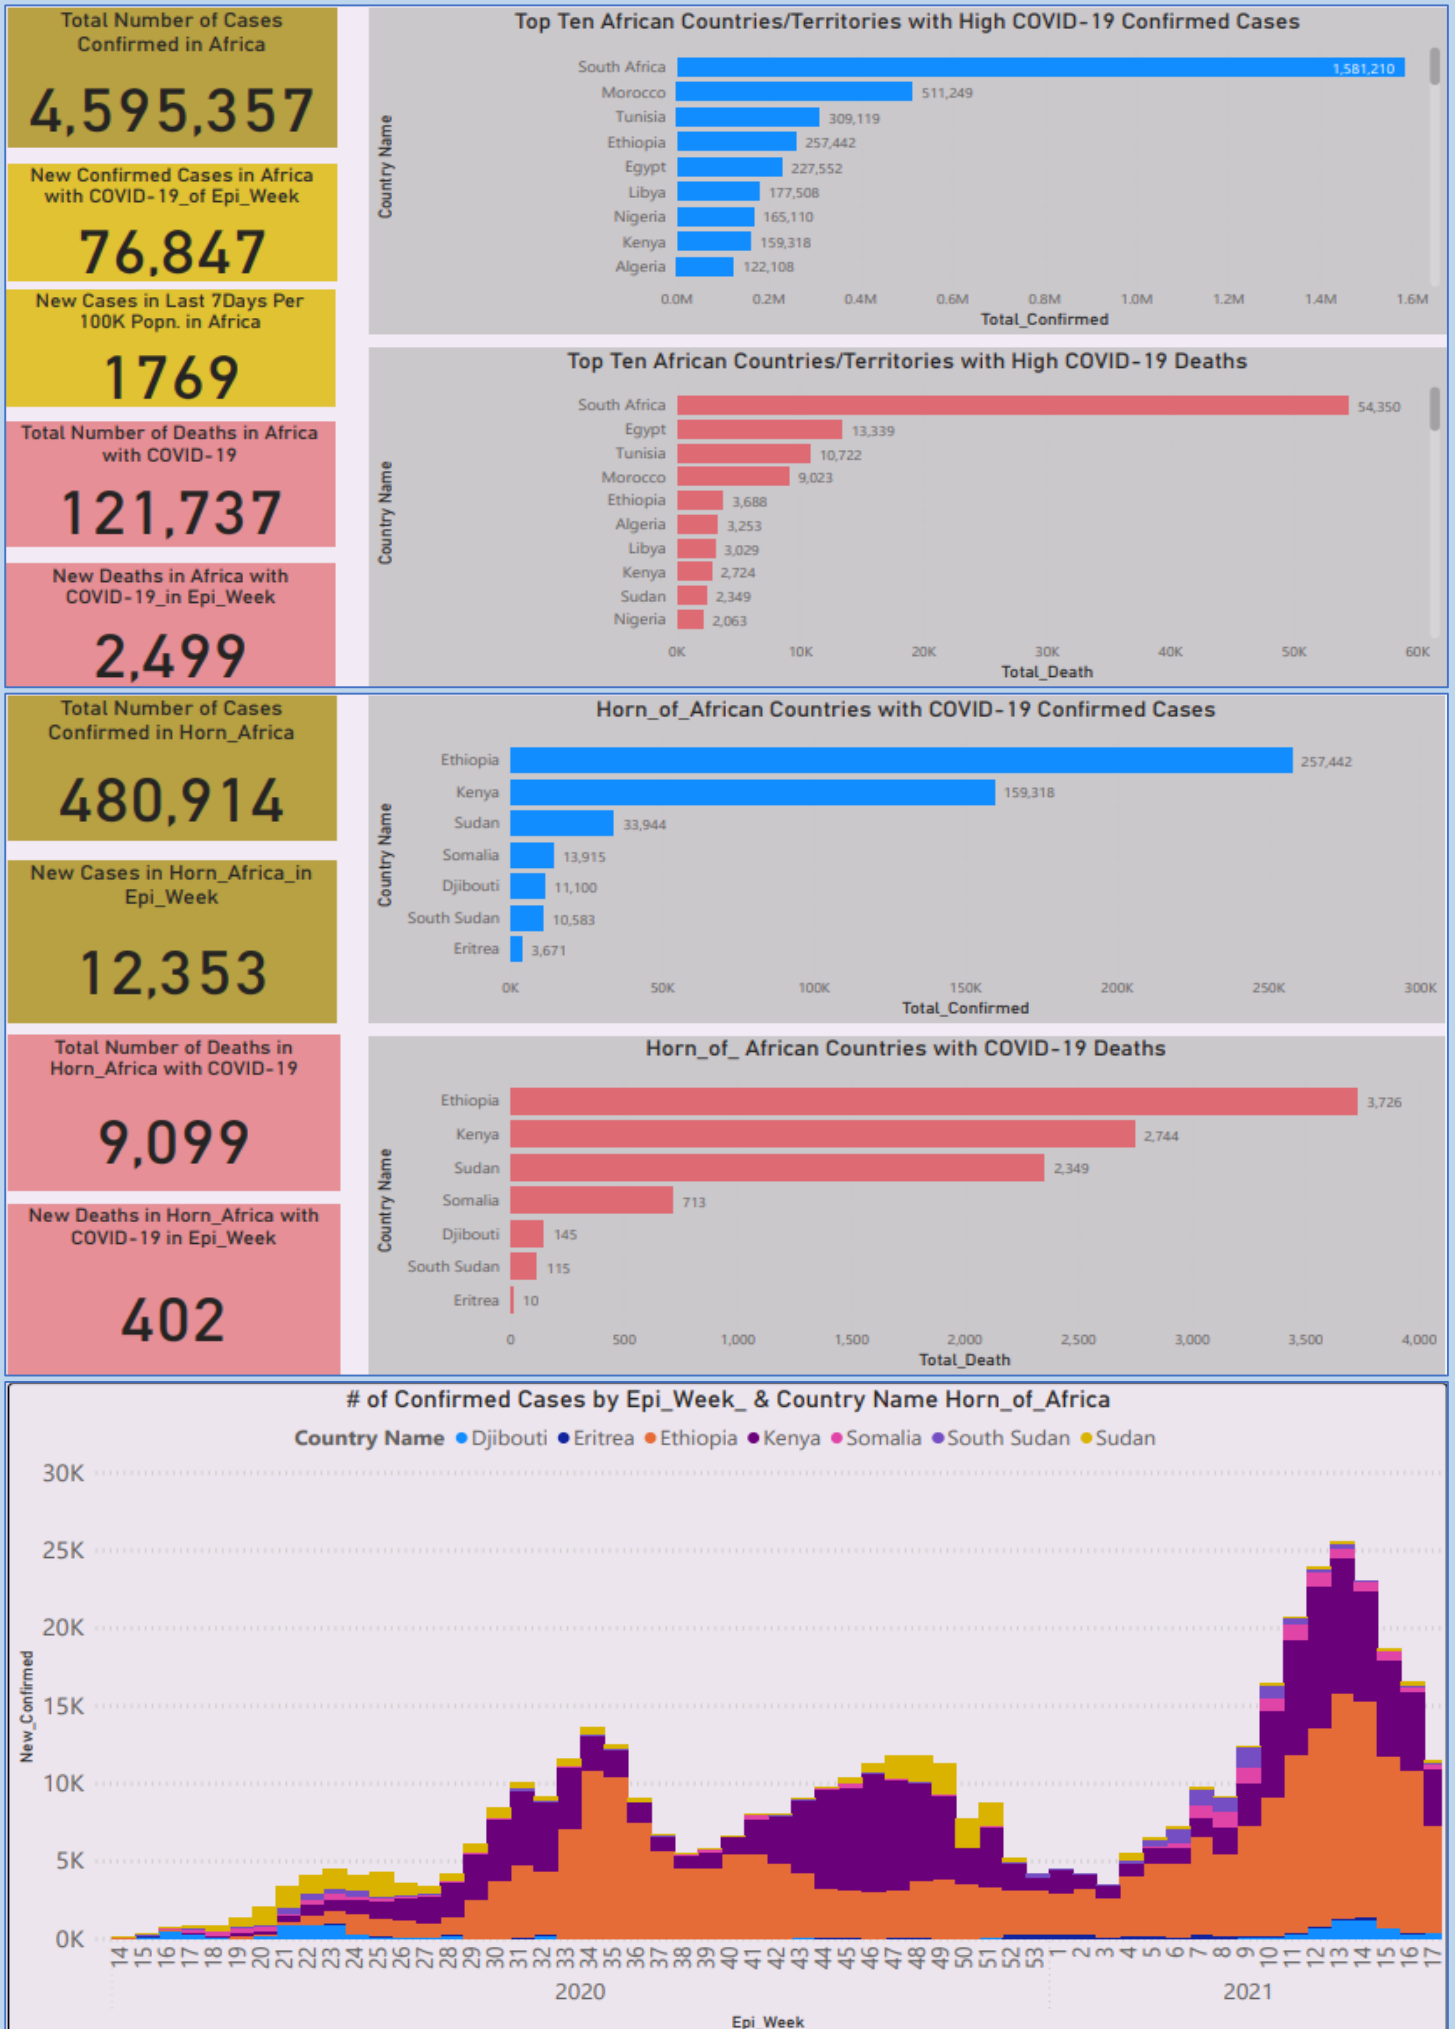 Total Number of Cases
Confirmed in Africa
4,595,357
New Confirmed Cases in Africa
with COVID-19_of Epi_Week
76,847
New Cases in Last 7Days Per
100K Popn. in Africa
1769
Total Number of Deaths in Africa
with COVID-19
121,737
New Deaths in Africa with
COVID-19_in Epi_Week
2,499
Top Ten African Countries/Territories with High COVID-19 Confirmed Cases
Country Name
South Africa 1,581,210
Morocco 511,249
Tunisia 309,119
Ethiopia 257,442
Egypt 227,552
Libya 177,508
Nigeria 165,110
Kenya 159,318
Algeria 122,108
0.0M 0.2M 0.4M 0.6M 0.8M 1.0M 1.2M 1.4M 1.6M
Total_Confirmed
Top Ten African Countries/Territories with High COVID-19 Deaths
Country Name
South Africa 54,350
Egypt 13,339
Tunisia 10,722
Morocco 9,023
Ethiopia 3,688
Algeria 3,253
Libya 3,029
Kenya 2,724
Sudan 2,349
Nigeria 2,063
0K 10K 20K 30K 40K 50K 60K
Total_Death
Total Number of Cases
Confirmed in Horn_Africa
480,914
New Cases in Horn_Africa_in
Epi_Week
12,353
Total Number of Deaths in
Horn_Africa with COVID-19
9,099
New Deaths in Horn_Africa with
COVID-19 in Epi_Week
402
Horn_of_African Countries with COVID-19 Confirmed Cases
Country Name
Ethiopia 257,442
Kenya 159,318
Sudan 33,944
Somalia 13,915
Djibouti 11,100
South Sudan 10,583
Eritrea 3,671
0K 50K 100K 150K 200K 250K 300K
Total_Confirmed
Horn_of_ African Countries with COVID-19 Deaths
Country Name
Ethiopia 3,726
Kenya 2,744
Sudan 2,349
Somalia 713
Djibouti 145
South Sudan 115
Eritrea 10
0 500 1,000 1,500 2,000 2,500 3,000 3,500 4,000
Total_Death
# of Confirmed Cases by Epi_Week_ & Country Name Horn_of_Africa
Country Name Djibouti Eritrea Ethiopia Kenya Somalia South Sudan Sudan
New_Confirmed
30K
25K
20K
15K
10K
5K
0K
14 15 16 17 18 19 20 21 22 23 24 25 26 27 28 29 30 31 32 33 34 35 36 37 38 39 40 41 42 43 44 45 46 47 48 49 50 51 52 53 1 2 3 4 5 6 7 8 9 10 11 12 13 14 15 16 17
2020 2021
Epi_Week